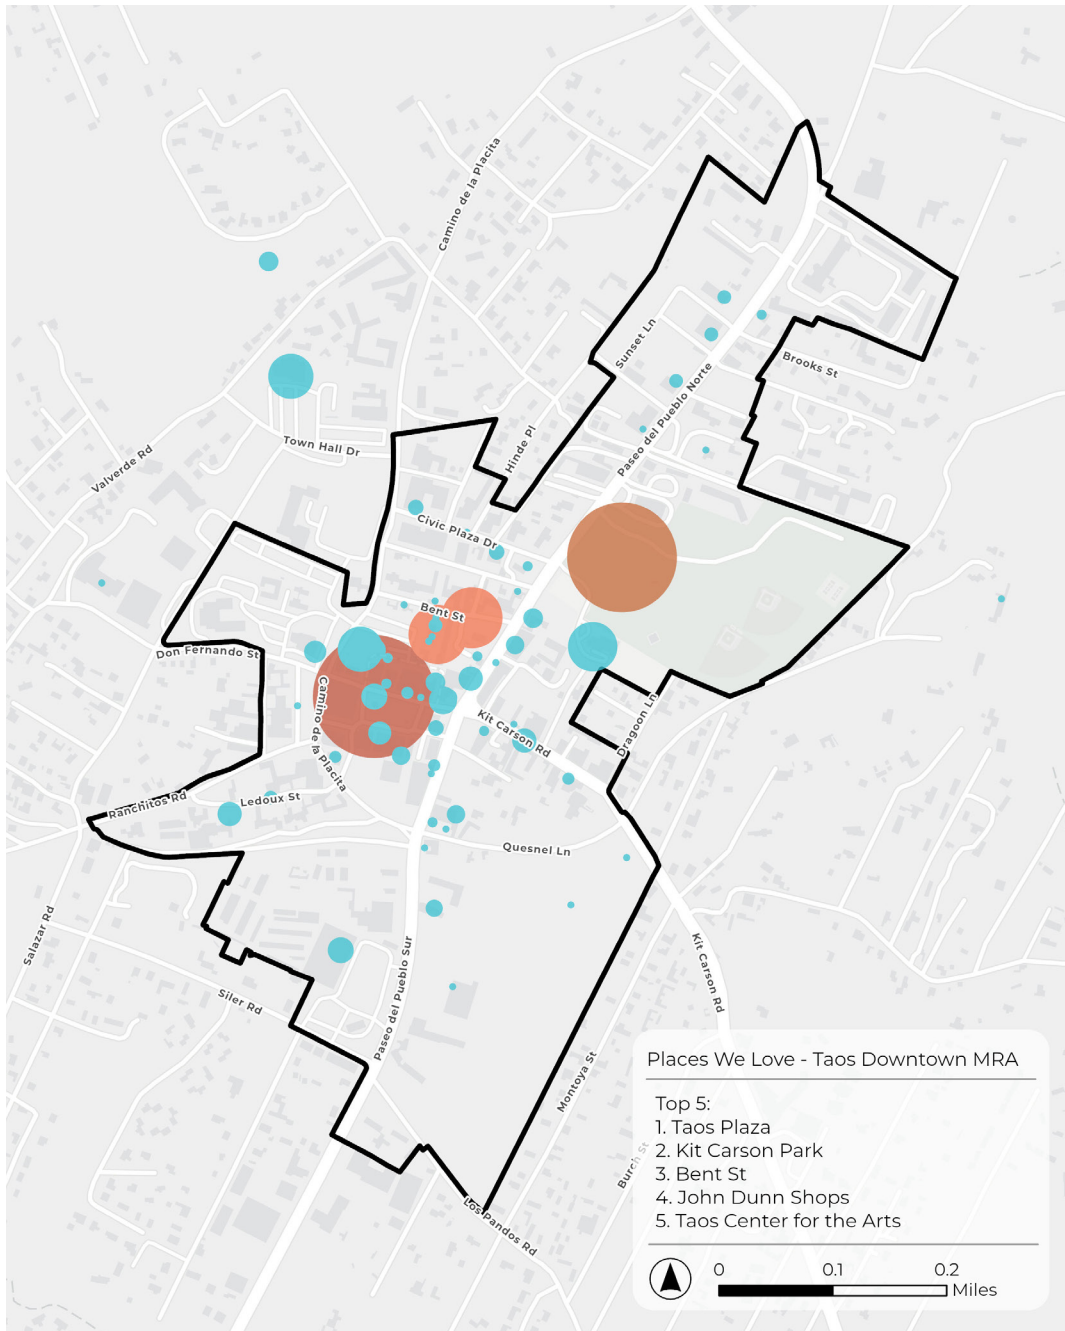 Camino de la Placita
Sunset Ln
Brooks St
Paseo del Pueblo Norte
Hinde Pl
Town Hall Dr
Valverde Rd
Civic Plaza Dr
Bent St
Don Fernando St
Camino de la Placita
Dragoon Ln
Kit Carson Rd
Ranchitos Rd
Ledoux St
Quesnel Ln
Salazar Rd
Siler Rd
Paseo del Pueblo Sur
Kit Carson Rd
Montoya St
Burch St
Los Pandos Rd
Places We Love - Taos Downtown MRA
Top 5:
1. Taos Plaza
2. Kit Carson Park
3. Bent St
4. John Dunn Shops
5. Taos Center for the Arts
0 0.1 0.2
Miles